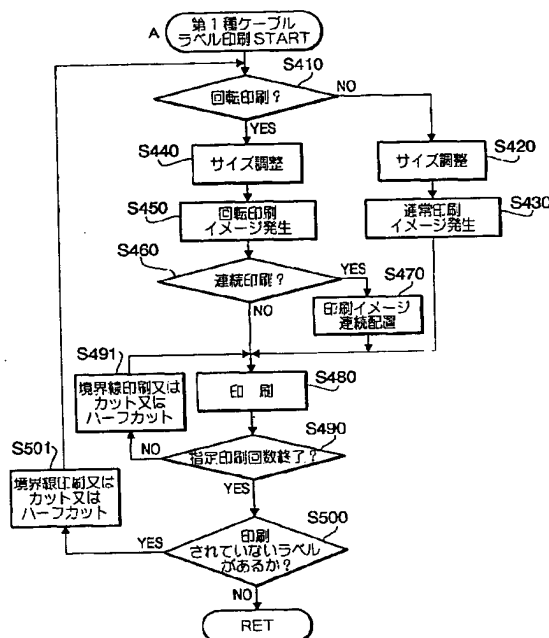 A
第1種ケーブル
ラベル印刷START
S410
回転印刷?
NO
YES
S440
サイズ調整
S420
サイズ調整
S450
回転印刷
イメージ発生
S430
通常印刷
イメージ発生
S460
連続印刷?
YES
NO
S470
印刷イメージ
連続配置
S491
境界線印刷又は
カット又は
ハーフカット
S480
印 刷
S490
指定印刷回数終了?
NO
YES
S501
境界線印刷又は
カット又は
ハーフカット
S500
印刷
されていないラベル
があるか?
YES
NO
RET